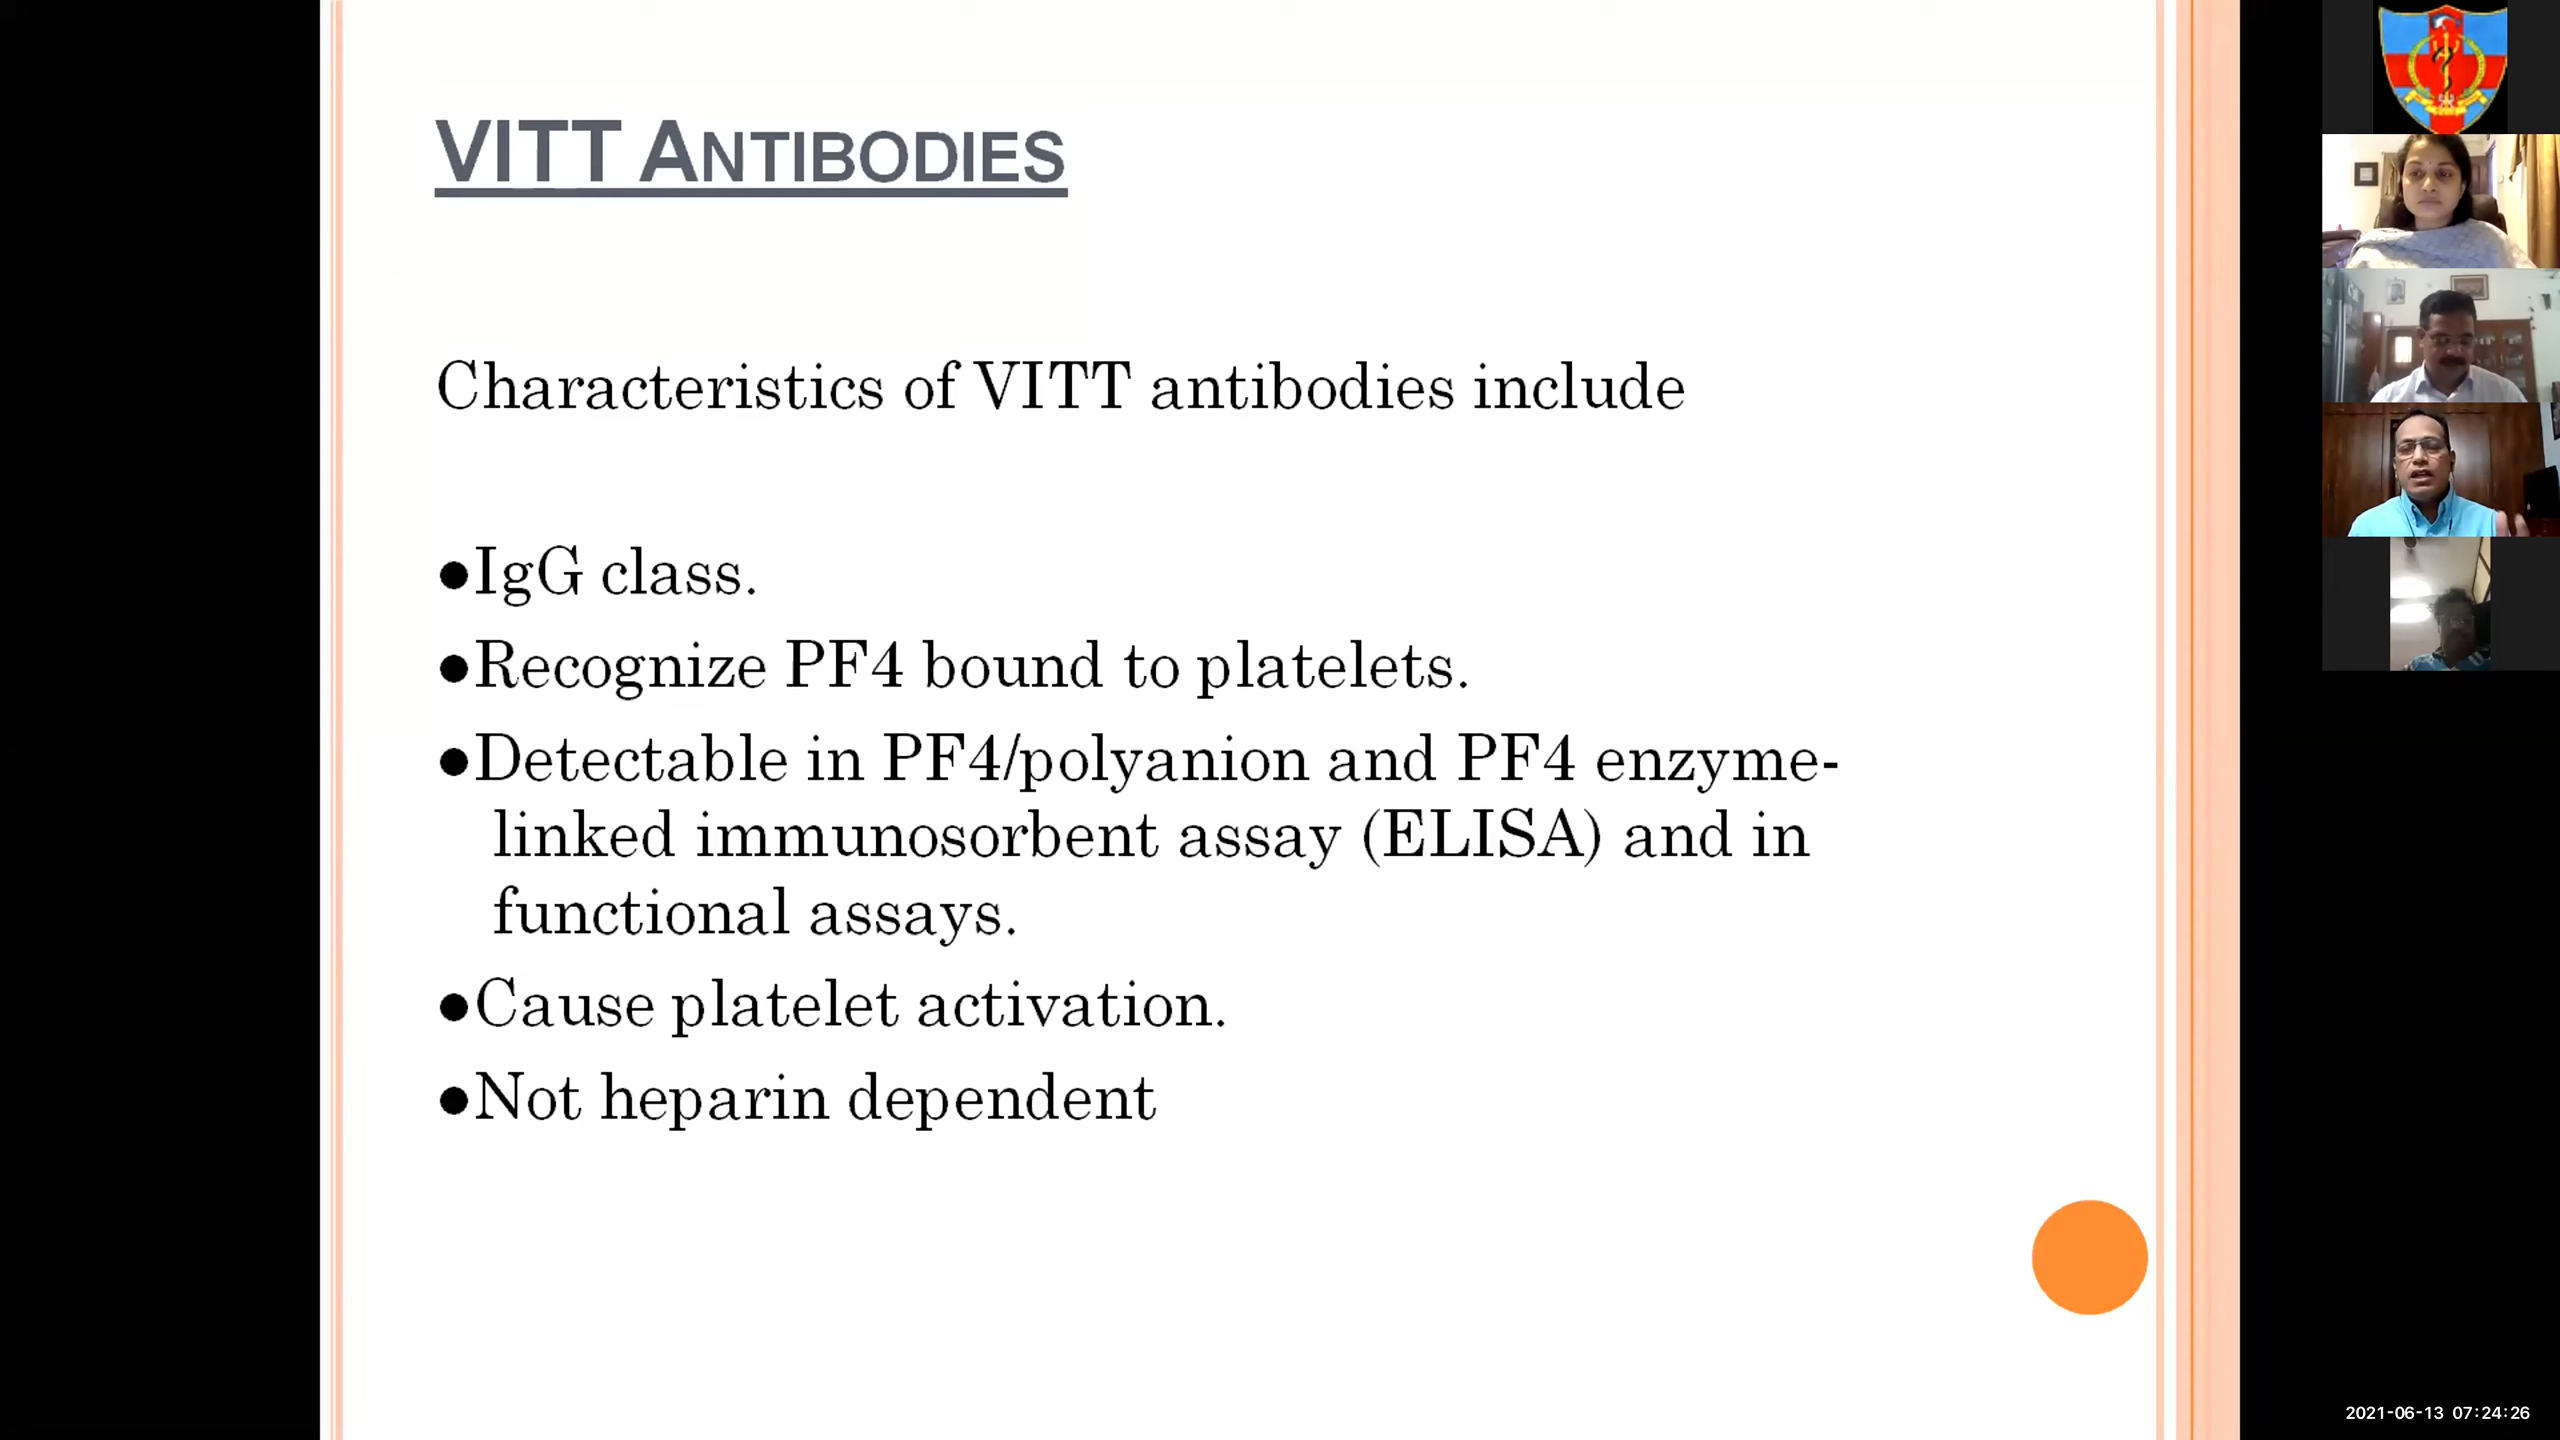 VITT ANTIBODIES
Characteristics of VITT antibodies include
●IgG class.
●Recognize PF4 bound to platelets.
●Detectable in PF4/polyanion and PF4 enzyme-
linked immunosorbent assay (ELISA) and in
functional assays.
●Cause platelet activation.
●Not heparin dependent
2021-06-13 07:24:26